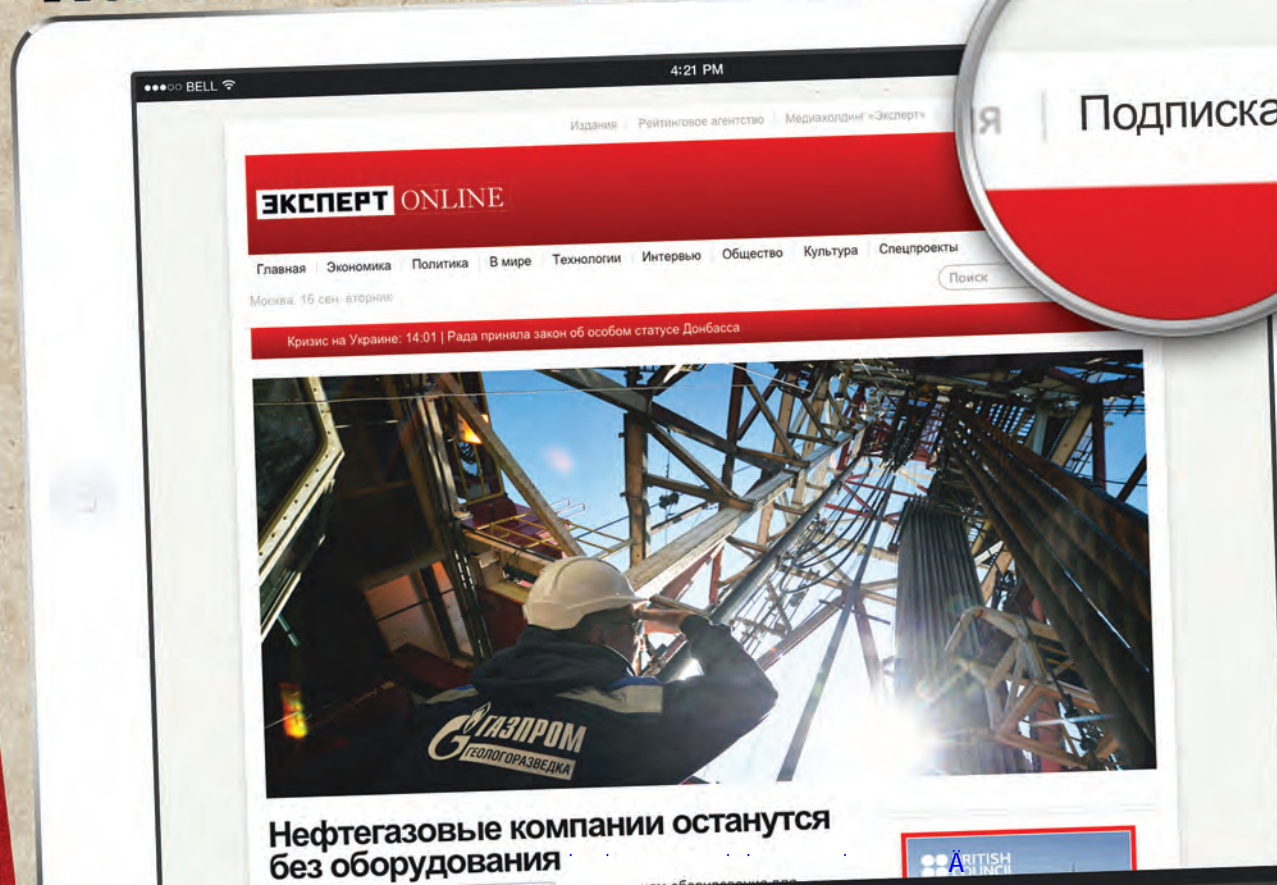 BELL
4:21 PM
Издания Рейтинговое агентство Медиахолдинг «Эксперт»
Я Подписка
ЭКСПЕРТ ONLINE
Главная Экономика Политика В мире Технологии Интервью Общество Культура Спецпроекты
Поиск
Москва, 16 сен, вторник
Кризис на Украине: 14:01 | Рада приняла закон об особом статусе Донбасса
ГАЗПРОМ
ГЕОЛОГОРАЗВЕДКА
Нефтегазовые компании останутся
без оборудования
BRITISH
COUNCIL